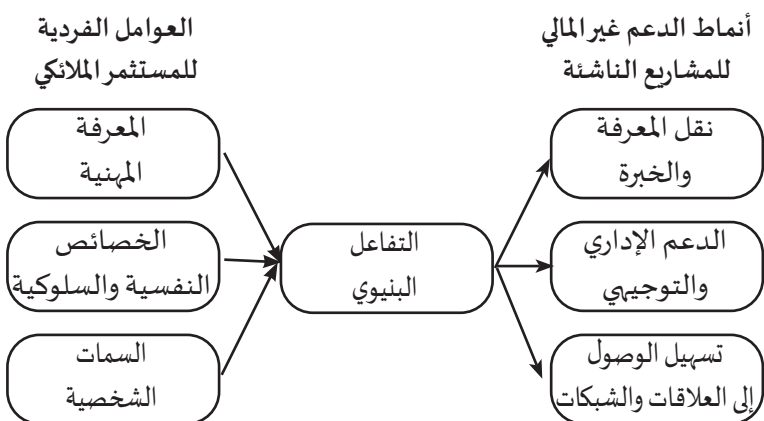 أنماط الدعم غير المالي
للمشاريع الناشئة
نقل المعرفة
والخبرة
الدعم الإداري
والتوجيهي
تسهيل الوصول
إلى العلاقات والشبكات
التفاعل
البنيوي
العوامل الفردية
للمستثمر الملائكي
المعرفة
المهنية
الخصائص
النفسية والسلوكية
السمات
الشخصية